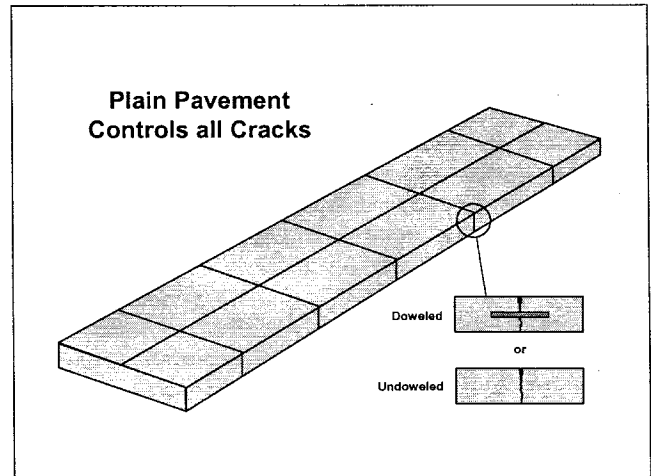 Plain Pavement
Controls all Cracks
Doweled
or
Undoweled